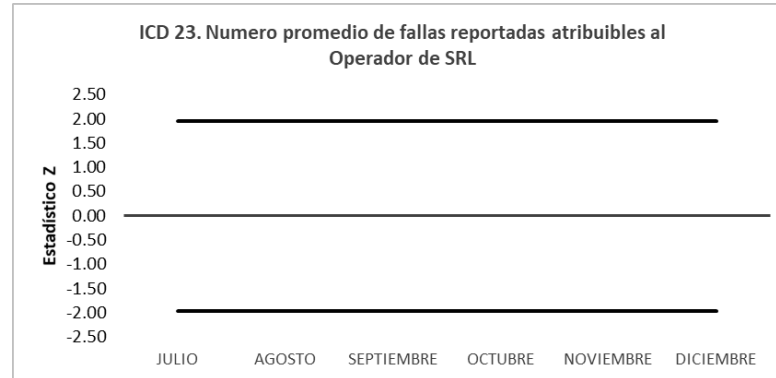 ICD 23. Numero promedio de fallas reportadas atribuibles al
Operador de SRL
Estadístico Z
2.50
2.00
1.50
1.00
0.50
0.00
-0.50
-1.00
-1.50
-2.00
-2.50
JULIO AGOSTO SEPTIEMBRE OCTUBRE NOVIEMBRE DICIEMBRE